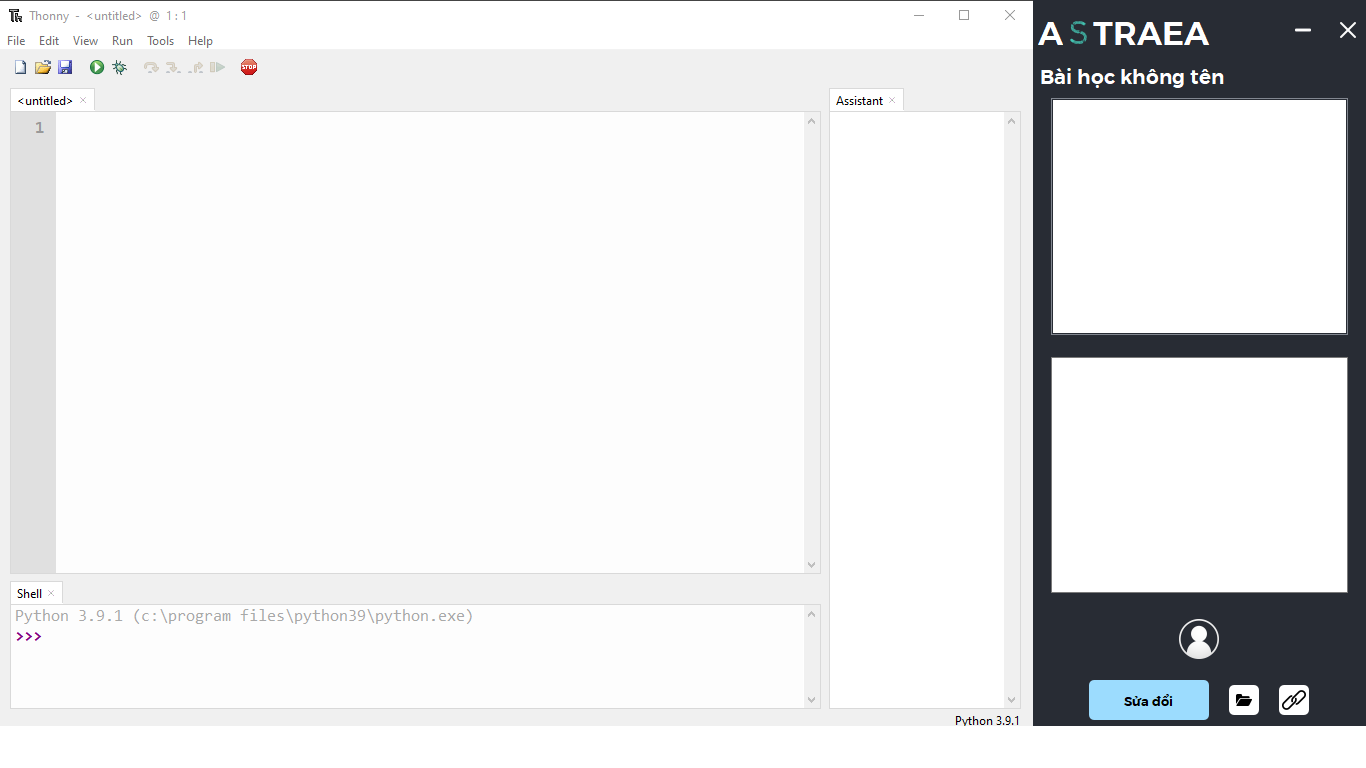 Thonny - <untitled> @ 1 : 1
File Edit View Run Tools Help
STOP
<untitled>
1
Shell
Python 3.9.1 (c:\program files\python39\python.exe)
>>>
Assistant
Python 3.9.1
ASTRAEA
Bài học không tên
Sửa đổi